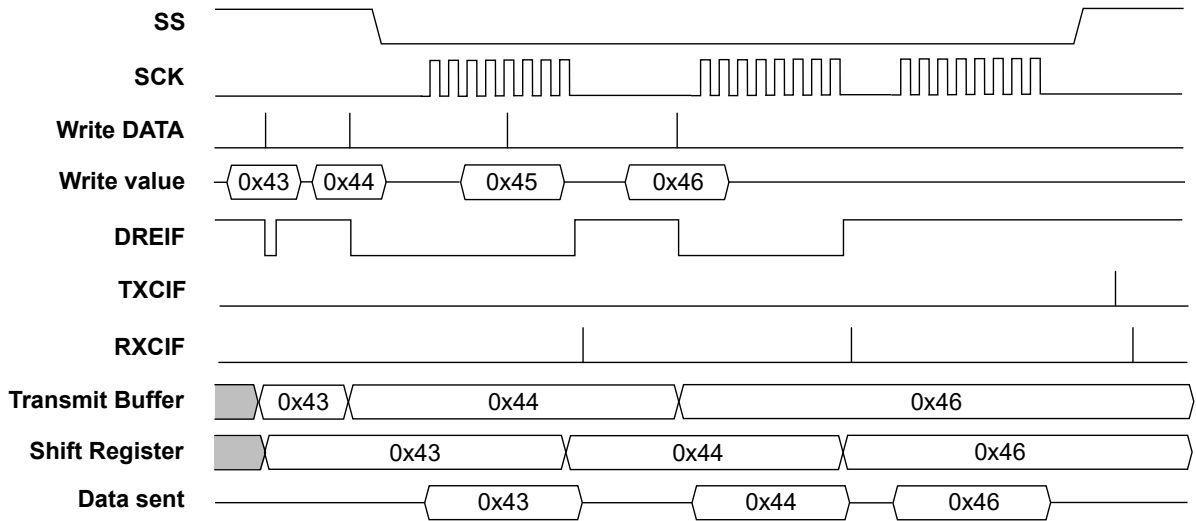 SS
SCK
Write DATA
Write value 0x43 0x44 0x45 0x46
DREIF
TXCIF
RXCIF
Transmit Buffer 0x43 0x44 0x46
Shift Register 0x43 0x44 0x46
Data sent 0x43 0x44 0x46